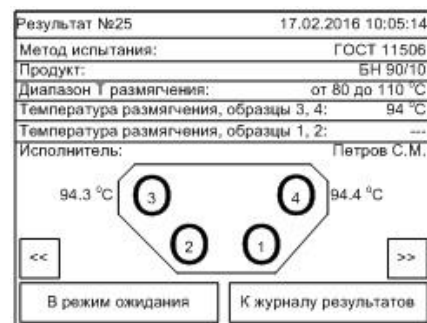 Результат №25 17.02.2016 10:05:14
Метод испытания: ГОСТ 11506
Продукт: БН 90/10
Диапазон Т размягчения: от 80 до 110 °C
Температура размягчения, образцы 3, 4: 94 °C
Температура размягчения, образцы 1, 2: ---
Исполнитель: Петров С.М.
94.3 °C 3 4 94.4 °C
2 1
<< >>
В режим ожидания К журналу результатов